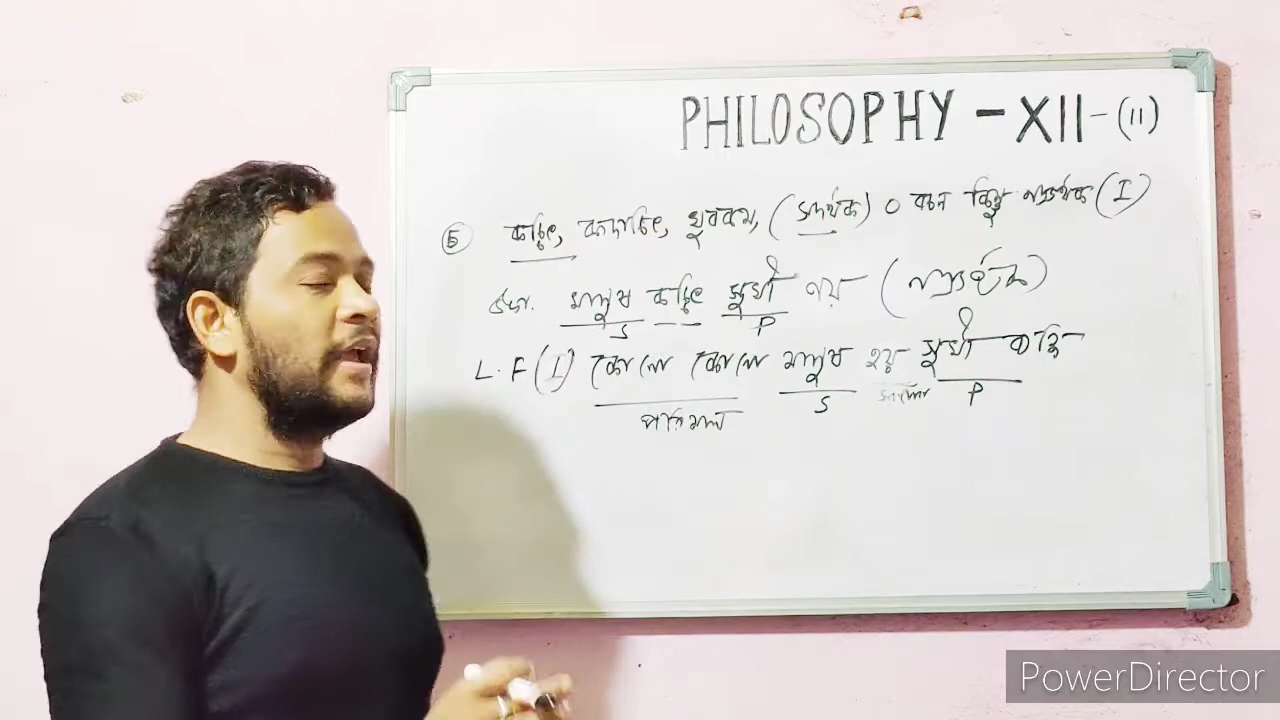 PHILOSOPHY - XII - (11)
⑤ কচ্চিৎ, কদাচিৎ, খুবকম, (সদর্থক) O বচন কিন্তু নঞর্থক (I)
উদা. মানুষ কচ্চিৎ সুখী নয় (নঞর্থক)
S P
L.F (I) কোনো কোনো মানুষ হয় সুখী ব্যক্তি
পরিমান S সংযোজক P
PowerDirector